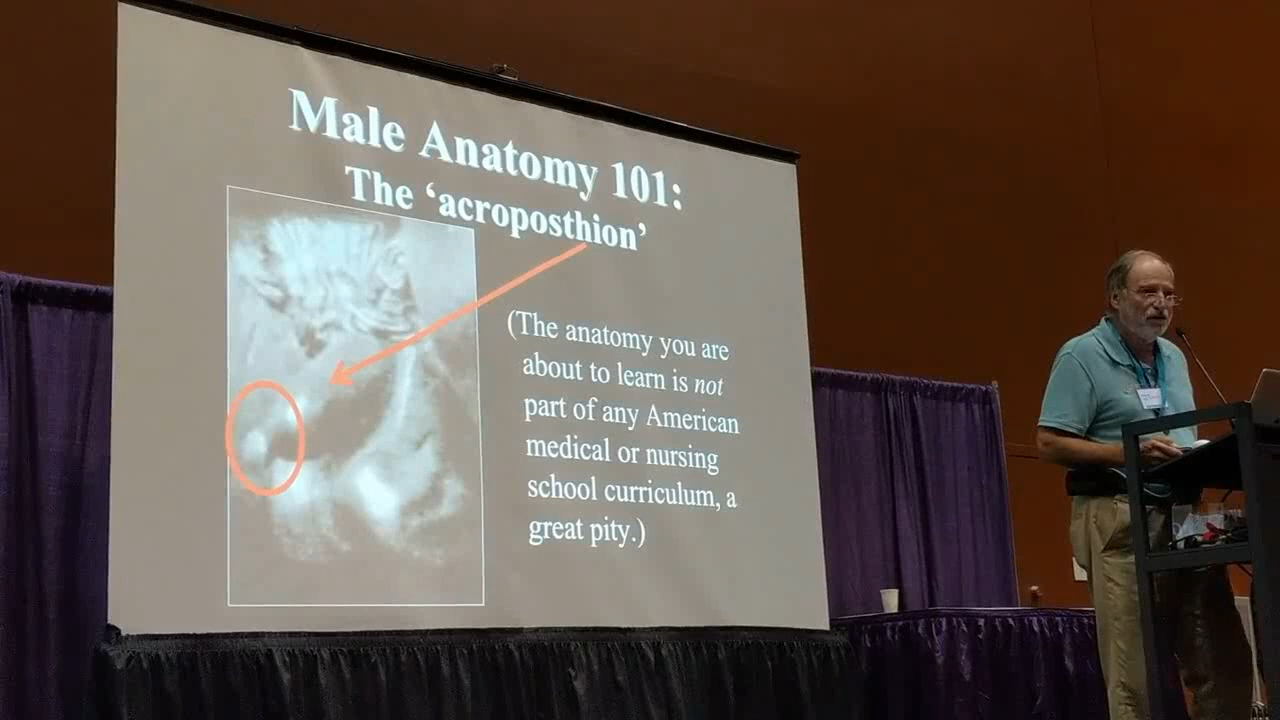 Male Anatomy 101:
The ‘acroposthion’
(The anatomy you are
about to learn is not
part of any American
medical or nursing
school curriculum, a
great pity.)